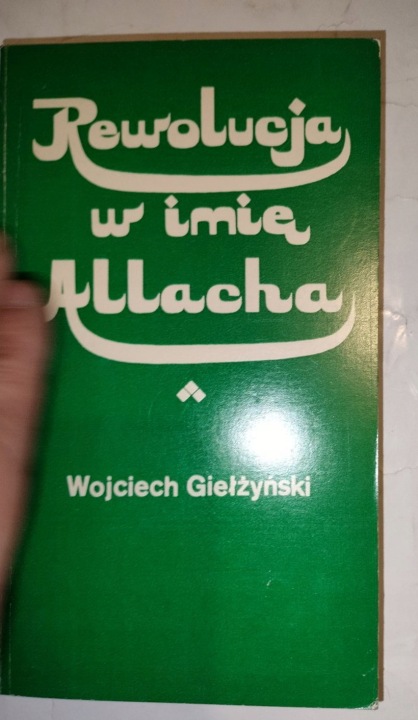 Rewolucja
w imię
Allacha
Wojciech Giełżyński